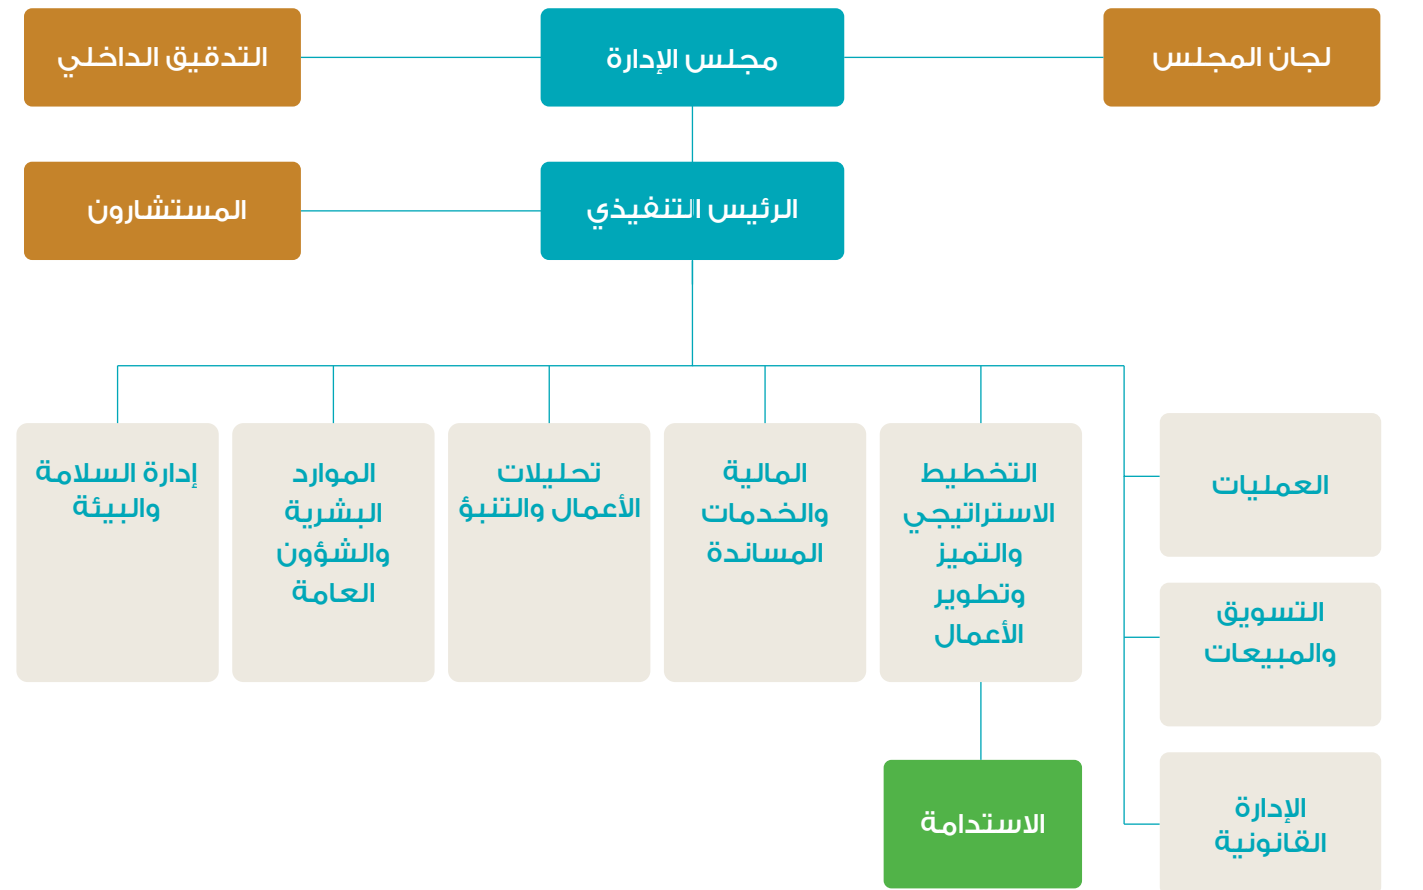 لجان المجلس
مجلس الإدارة
التدقيق الداخلي
الرئيس التنفيذي
المستشارون
العمليات
التسويق
والمبيعات
الإدارة
القانونية
التخطيط
الاستراتيجي
والتميز
وتطوير
الأعمال
الاستدامة
المالية
والخدمات
المساندة
تحليلات
الأعمال والتنبؤ
الموارد
البشرية
والشؤون
العامة
إدارة السلامة
والبيئة